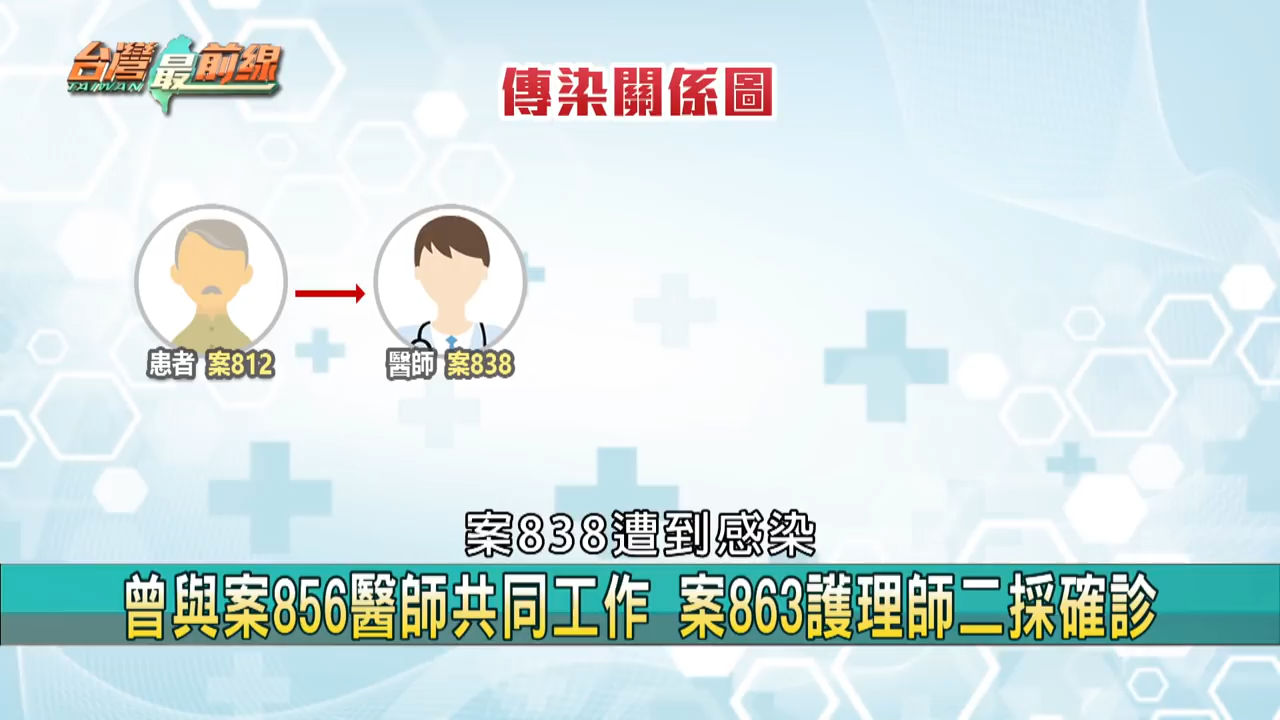 台灣最前線
TAIWAN
傳染關係圖
患者 案812
醫師 案838
案838遭到感染
曾與案856醫師共同工作 案863護理師二採確診